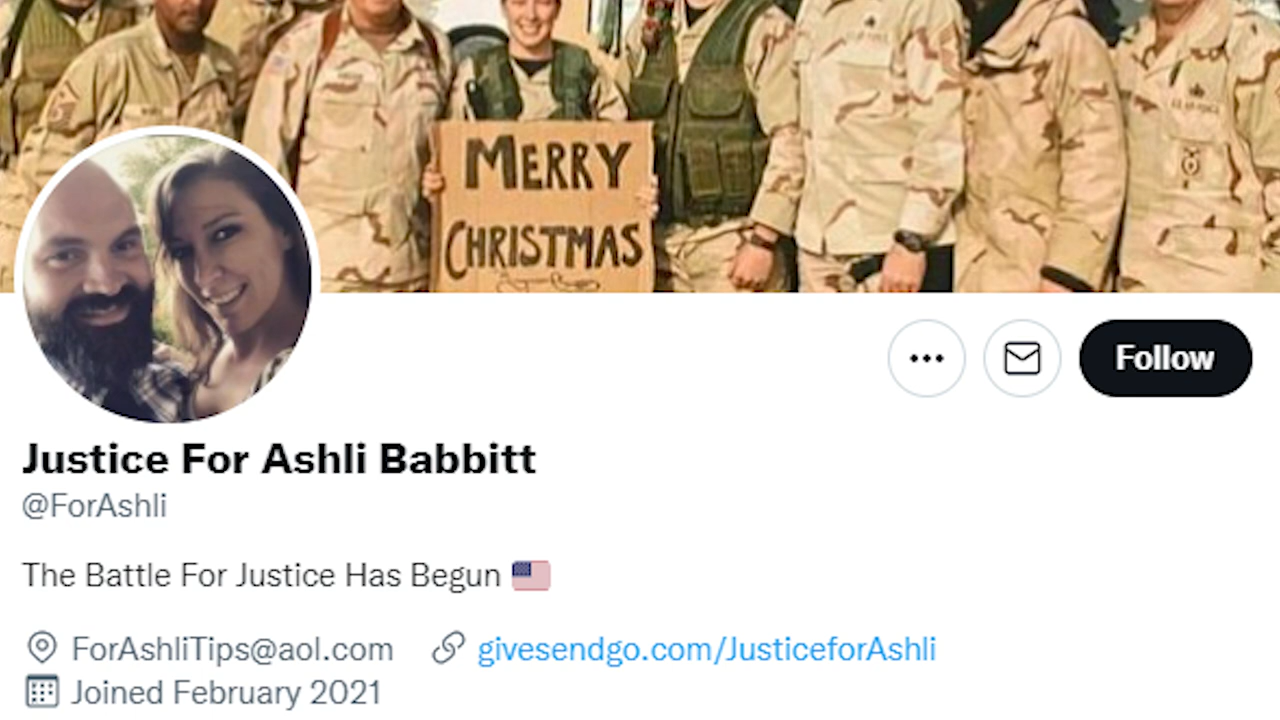 MERRY
CHRISTMAS
Follow
Justice For Ashli Babbitt
@ForAshli
The Battle For Justice Has Begun 🇺🇸
ForAshliTips@aol.com givesendgo.com/JusticeforAshli
Joined February 2021